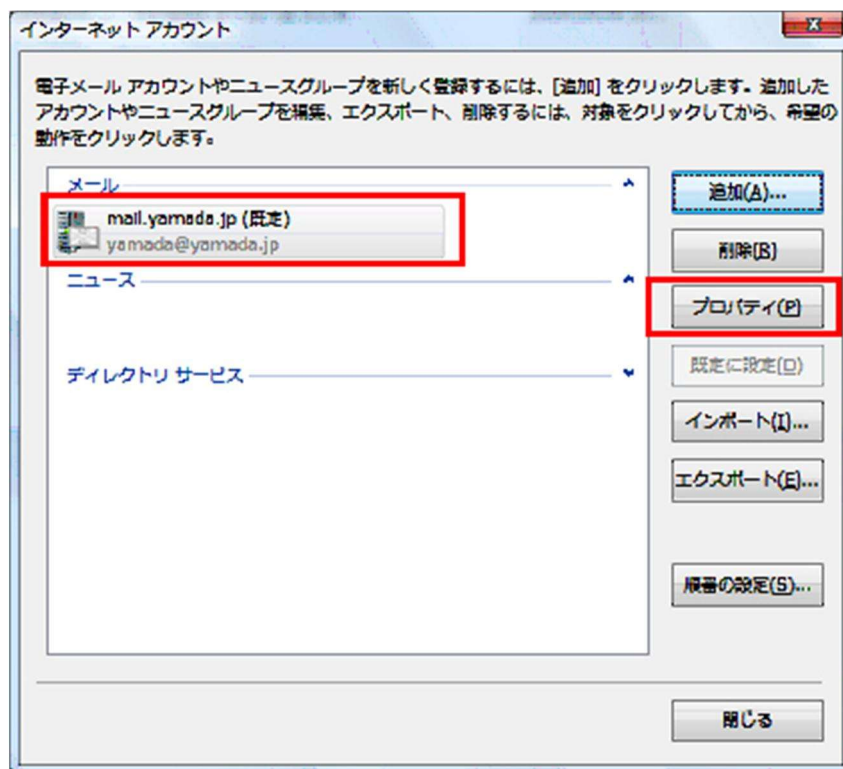 インターネット アカウント
電子メール アカウントやニュースグループを新しく登録するには、[追加] をクリックします。追加した
アカウントやニュースグループを編集、エクスポート、削除するには、対象をクリックしてから、希望の
動作をクリックします。
メール
mail.yamada.jp (既定)
yamada@yamada.jp
ニュース
ディレクトリ サービス
追加(A)...
削除(R)
プロパティ(P)
既定に設定(D)
インポート(I)...
エクスポート(E)...
順番の設定(S)...
閉じる